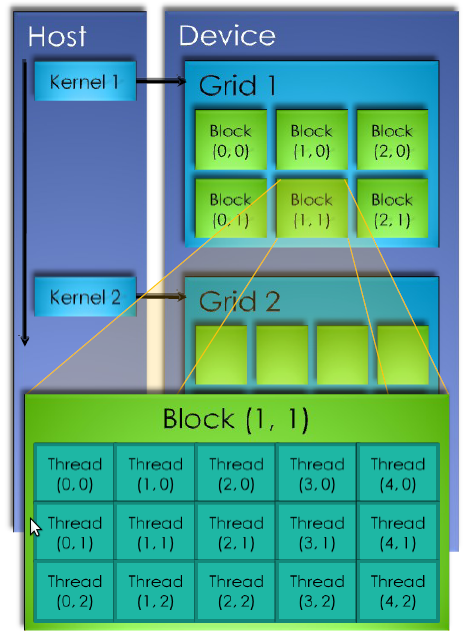 Host
Device
Kernel 1
Grid 1
Block Block Block
(0, 0) (1, 0) (2, 0)
Block Block Block
(0, 1) (1, 1) (2, 1)
Kernel 2
Grid 2
Block (1, 1)
Thread Thread Thread Thread Thread
(0, 0) (1, 0) (2, 0) (3, 0) (4, 0)
Thread Thread Thread Thread Thread
(0, 1) (1, 1) (2, 1) (3, 1) (4, 1)
Thread Thread Thread Thread Thread
(0, 2) (1, 2) (2, 2) (3, 2) (4, 2)